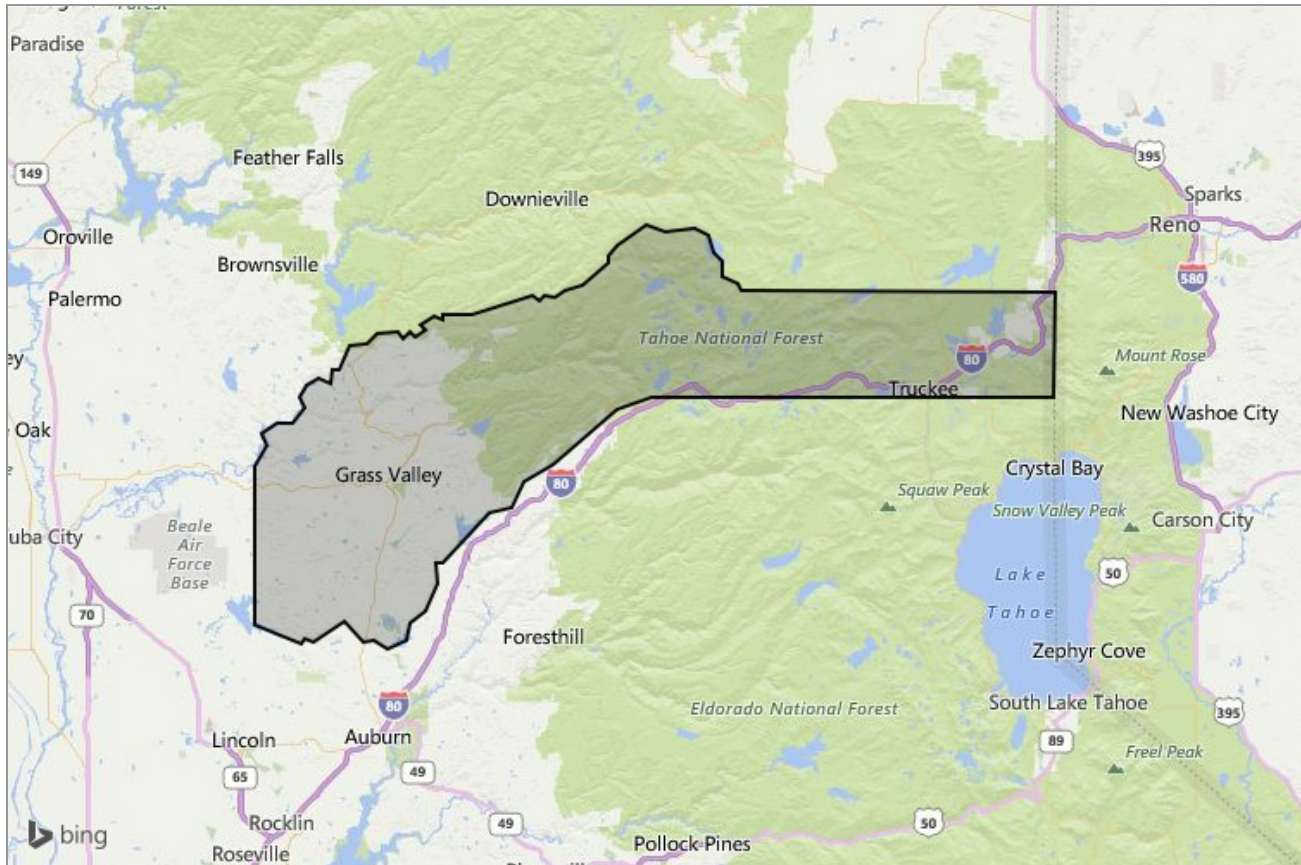 Forest
Paradise
149
Feather Falls
Downieville
395
Sparks
Reno
Oroville
Brownsville
580
Palermo
Tahoe National Forest
80
Mount Rose
Truckee
New Washoe City
Oak
Grass Valley
80
Crystal Bay
Squaw Peak
Snow Valley Peak
Carson City
Beale
Air
Force
Base
uba City
50
Lake
Tahoe
70
Foresthill
Zephyr Cove
South Lake Tahoe
80
Eldorado National Forest
395
Auburn
Lincoln
89
Freel Peak
49
65
Rocklin
49
50
bing
Roseville
Pollock Pines